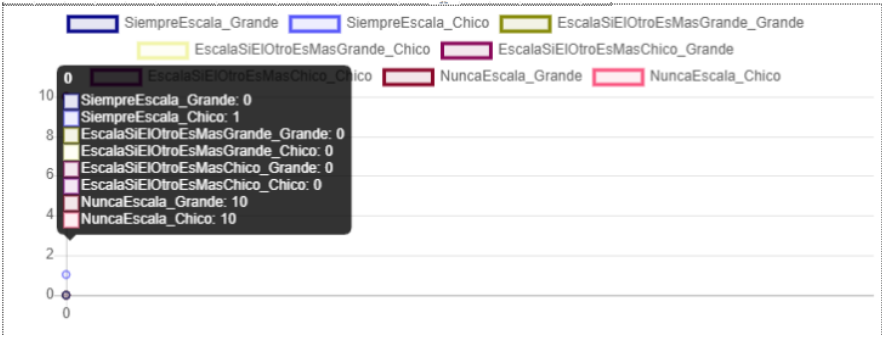 SiempreEscala_Grande SiempreEscala_Chico EscalaSiElOtroEsMasGrande_Grande
EscalaSiElOtroEsMasGrande_Chico EscalaSiElOtroEsMasChico_Grande
EscalaSiElOtroEsMasChico_Chico NuncaEscala_Grande NuncaEscala_Chico
0
SiempreEscala_Grande: 0
SiempreEscala_Chico: 1
EscalaSiElOtroEsMasGrande_Grande: 0
EscalaSiElOtroEsMasGrande_Chico: 0
EscalaSiElOtroEsMasChico_Grande: 0
EscalaSiElOtroEsMasChico_Chico: 0
NuncaEscala_Grande: 10
NuncaEscala_Chico: 10
10
8
6
4
2
0
0